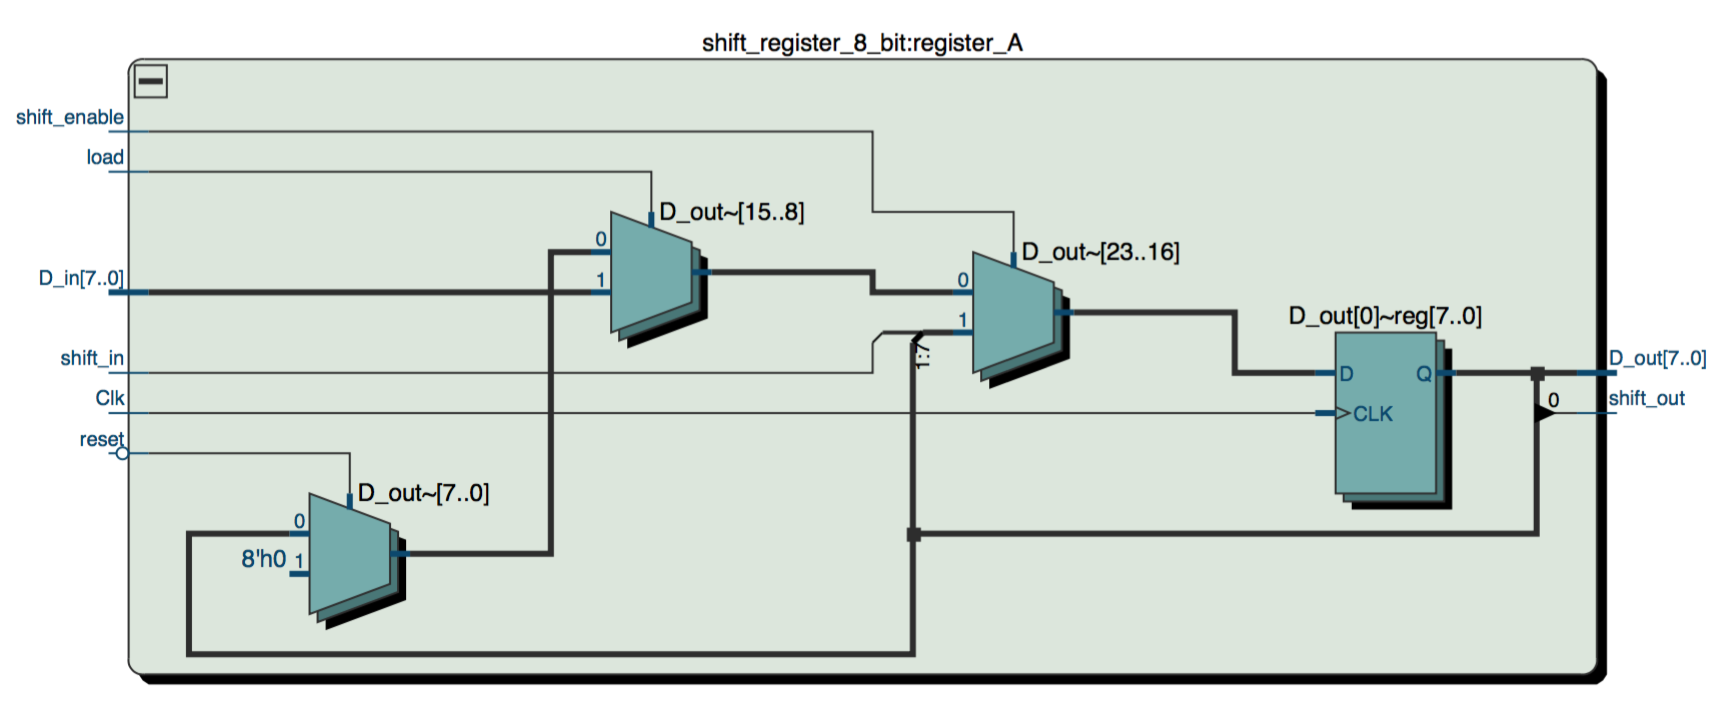 shift_register_8_bit:register_A
shift_enable
load
D_out~[15..8]
0
D_out~[23..16]
D_in[7..0]
1
0
D_out[0]~reg[7..0]
1
1:7
shift_in
D
Q
D_out[7..0]
Clk
CLK
0
shift_out
reset
D_out~[7..0]
0
8'h0
1